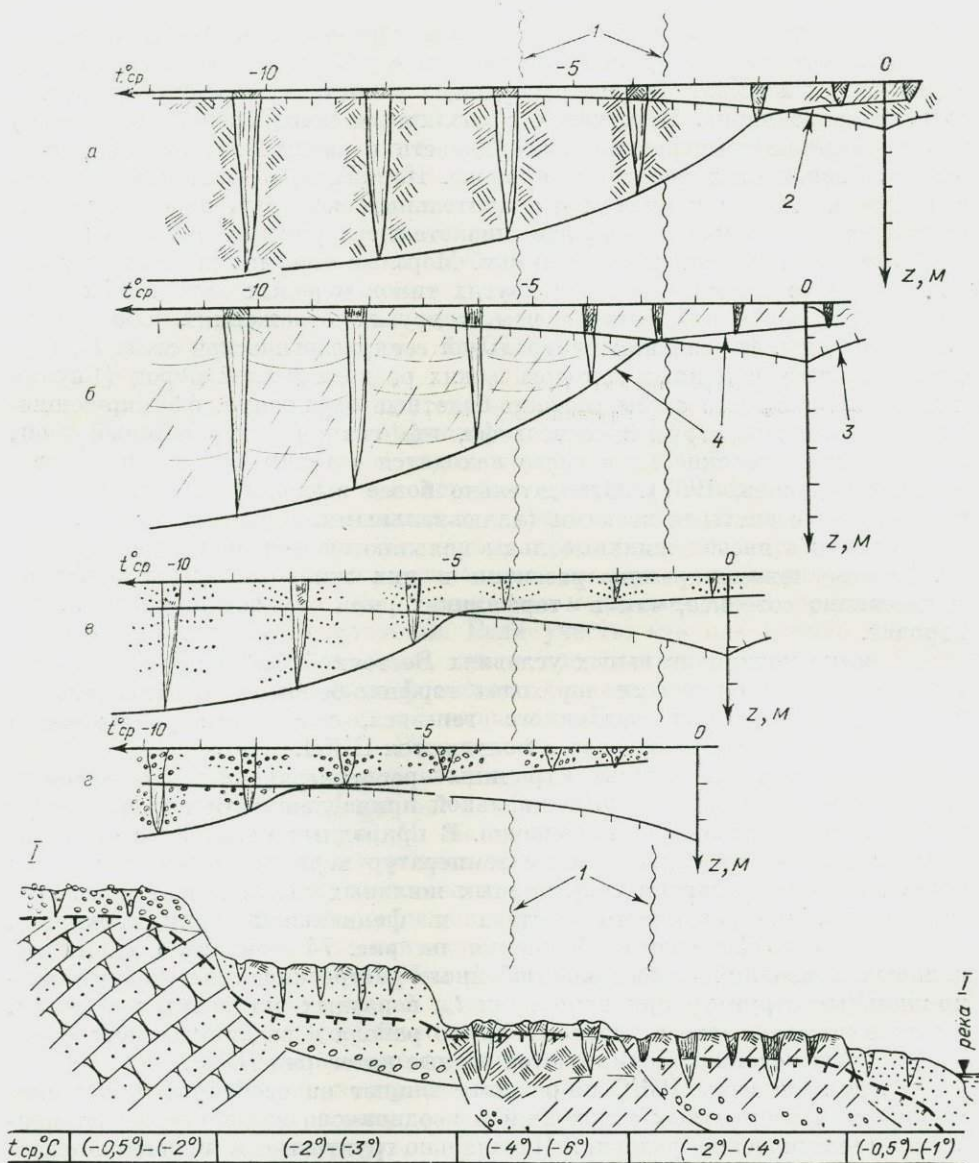 1
t°ср -10 -5 0
а
2
z, м
t°ср -10 -5 0
б
4
3
z, м
t°ср -10 -5 0
в
z, м
t°ср -10 -5 0
г
z, м
I
1
I
река
tср,°C (-0,5°)–(-2°) (-2°)–(-3°) (-4°)–(-6°) (-2°)–(-4°) (-0,5°)–(-1°)